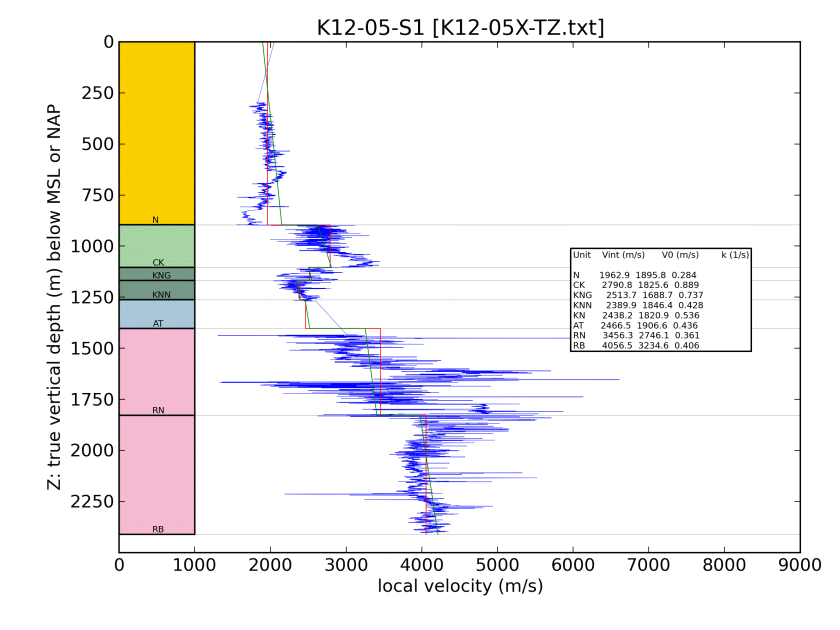 K12-05-S1 [K12-05X-TZ.txt]
Z: true vertical depth (m) below MSL or NAP
0
250
500
750
1000
1250
1500
1750
2000
2250
N
CK
KNG
KNN
AT
RN
RB
Unit Vint (m/s) V0 (m/s) k (1/s)
N 1962.9 1895.8 0.284
CK 2790.8 1825.6 0.889
KNG 2513.7 1688.7 0.737
KNN 2389.9 1846.4 0.428
KN 2438.2 1820.9 0.536
AT 2466.5 1906.6 0.436
RN 3456.3 2746.1 0.361
RB 4056.5 3234.6 0.406
0 1000 2000 3000 4000 5000 6000 7000 8000 9000
local velocity (m/s)